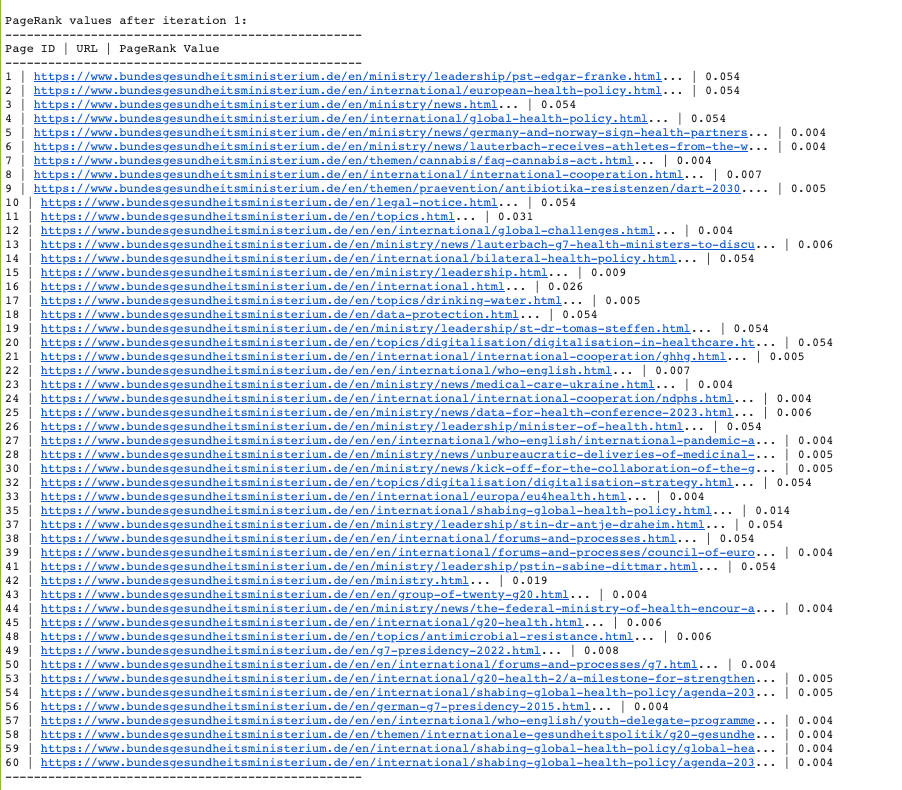 PageRank values after iteration 1:
--------------------------------------------------
Page ID | URL | PageRank Value
--------------------------------------------------
1 | https://www.bundesgesundheitsministerium.de/en/ministry/leadership/pst-edgar-franke.html... | 0.054
2 | https://www.bundesgesundheitsministerium.de/en/international/european-health-policy.html... | 0.054
3 | https://www.bundesgesundheitsministerium.de/en/ministry/news.html... | 0.054
4 | https://www.bundesgesundheitsministerium.de/en/international/global-health-policy.html... | 0.054
5 | https://www.bundesgesundheitsministerium.de/en/ministry/news/germany-and-norway-sign-health-partners... | 0.004
6 | https://www.bundesgesundheitsministerium.de/en/ministry/news/lauterbach-receives-athletes-from-the-w... | 0.004
7 | https://www.bundesgesundheitsministerium.de/en/themen/cannabis/faq-cannabis-act.html... | 0.004
8 | https://www.bundesgesundheitsministerium.de/en/international/international-cooperation.html... | 0.007
9 | https://www.bundesgesundheitsministerium.de/en/themen/praevention/antibiotika-resistenzen/dart-2030.... | 0.005
10 | https://www.bundesgesundheitsministerium.de/en/legal-notice.html... | 0.054
11 | https://www.bundesgesundheitsministerium.de/en/topics.html... | 0.031
12 | https://www.bundesgesundheitsministerium.de/en/en/international/global-challenges.html... | 0.004
13 | https://www.bundesgesundheitsministerium.de/en/ministry/news/lauterbach-g7-health-ministers-to-discu... | 0.006
14 | https://www.bundesgesundheitsministerium.de/en/international/bilateral-health-policy.html... | 0.054
15 | https://www.bundesgesundheitsministerium.de/en/ministry/leadership.html... | 0.009
16 | https://www.bundesgesundheitsministerium.de/en/international.html... | 0.026
17 | https://www.bundesgesundheitsministerium.de/en/topics/drinking-water.html... | 0.005
18 | https://www.bundesgesundheitsministerium.de/en/data-protection.html... | 0.054
19 | https://www.bundesgesundheitsministerium.de/en/ministry/leadership/st-dr-tomas-steffen.html... | 0.054
20 | https://www.bundesgesundheitsministerium.de/en/topics/digitalisation/digitalisation-in-healthcare.ht... | 0.054
21 | https://www.bundesgesundheitsministerium.de/en/international/international-cooperation/ghhg.html... | 0.005
22 | https://www.bundesgesundheitsministerium.de/en/international/who-english.html... | 0.007
23 | https://www.bundesgesundheitsministerium.de/en/ministry/news/medical-care-ukraine.html... | 0.004
24 | https://www.bundesgesundheitsministerium.de/en/international/international-cooperation/ndphs.html... | 0.004
25 | https://www.bundesgesundheitsministerium.de/en/ministry/news/data-for-health-conference-2023.html... | 0.006
26 | https://www.bundesgesundheitsministerium.de/en/ministry/leadership/minister-of-health.html... | 0.054
27 | https://www.bundesgesundheitsministerium.de/en/en/international/who-english/international-pandemic-a... | 0.004
28 | https://www.bundesgesundheitsministerium.de/en/ministry/news/unbureaucratic-deliveries-of-medicinal-... | 0.005
30 | https://www.bundesgesundheitsministerium.de/en/ministry/news/kick-off-for-the-collaboration-of-the-g... | 0.005
32 | https://www.bundesgesundheitsministerium.de/en/topics/digitalisation/digitalisation-strategy.html... | 0.054
33 | https://www.bundesgesundheitsministerium.de/en/international/europa/eu4health.html... | 0.004
35 | https://www.bundesgesundheitsministerium.de/en/international/shabing-global-health-policy.html... | 0.014
37 | https://www.bundesgesundheitsministerium.de/en/ministry/leadership/stin-dr-antje-draheim.html... | 0.054
38 | https://www.bundesgesundheitsministerium.de/en/en/international/forums-and-processes.html... | 0.054
39 | https://www.bundesgesundheitsministerium.de/en/en/international/forums-and-processes/council-of-euro... | 0.004
41 | https://www.bundesgesundheitsministerium.de/en/ministry/leadership/pstin-sabine-dittmar.html... | 0.054
42 | https://www.bundesgesundheitsministerium.de/en/ministry.html... | 0.019
43 | https://www.bundesgesundheitsministerium.de/en/en/group-of-twenty-g20.html... | 0.004
44 | https://www.bundesgesundheitsministerium.de/en/ministry/news/the-federal-ministry-of-health-encour-a... | 0.004
45 | https://www.bundesgesundheitsministerium.de/en/international/g20-health.html... | 0.006
48 | https://www.bundesgesundheitsministerium.de/en/topics/antimicrobial-resistance.html... | 0.006
49 | https://www.bundesgesundheitsministerium.de/en/g7-presidency-2022.html... | 0.008
50 | https://www.bundesgesundheitsministerium.de/en/en/international/forums-and-processes/g7.html... | 0.004
53 | https://www.bundesgesundheitsministerium.de/en/international/g20-health-2/a-milestone-for-strengthen... | 0.005
54 | https://www.bundesgesundheitsministerium.de/en/international/shabing-global-health-policy/agenda-203... | 0.005
56 | https://www.bundesgesundheitsministerium.de/en/german-g7-presidency-2015.html... | 0.004
57 | https://www.bundesgesundheitsministerium.de/en/en/international/who-english/youth-delegate-programme... | 0.004
58 | https://www.bundesgesundheitsministerium.de/en/themen/internationale-gesundheitspolitik/g20-gesundhe... | 0.004
59 | https://www.bundesgesundheitsministerium.de/en/en/international/shabing-global-health-policy/global-hea... | 0.004
60 | https://www.bundesgesundheitsministerium.de/en/en/international/shabing-global-health-policy/agenda-203... | 0.004
--------------------------------------------------